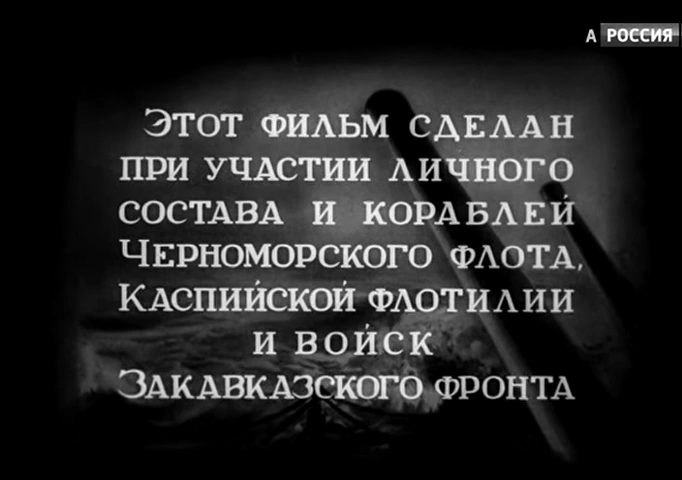 А РОССИЯ
Этот фильм сделан
при участии личного
состава и кораблей
Черноморского флота,
Каспийской флотилии
и войск
Закавказского фронта